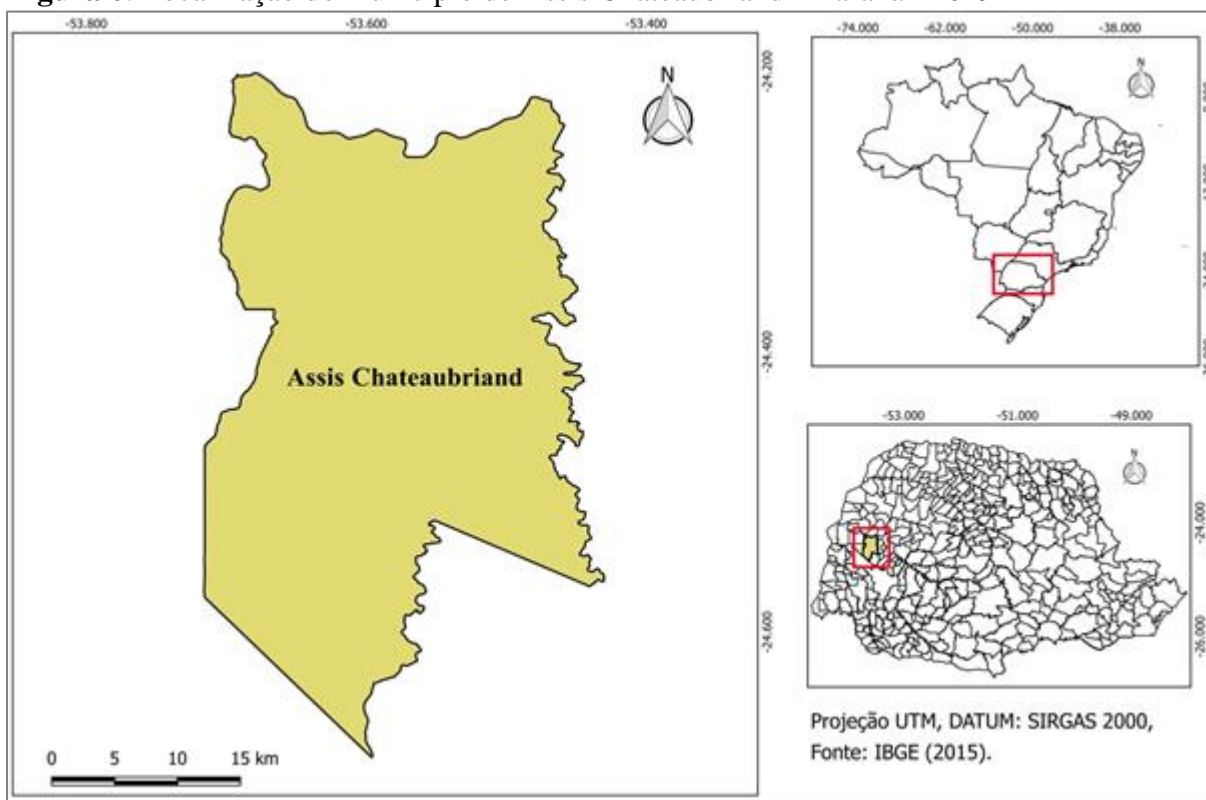 -53.800
-53.600
-53.400
-24.200
-24.400
-24.600
N
Assis Chateaubriand
0 5 10 15 km
-74.000
-62.000
-50.000
-38.000
N
-53.000
-51.000
-49.000
-24.000
-26.000
N
Projeção UTM, DATUM: SIRGAS 2000,
Fonte: IBGE (2015).